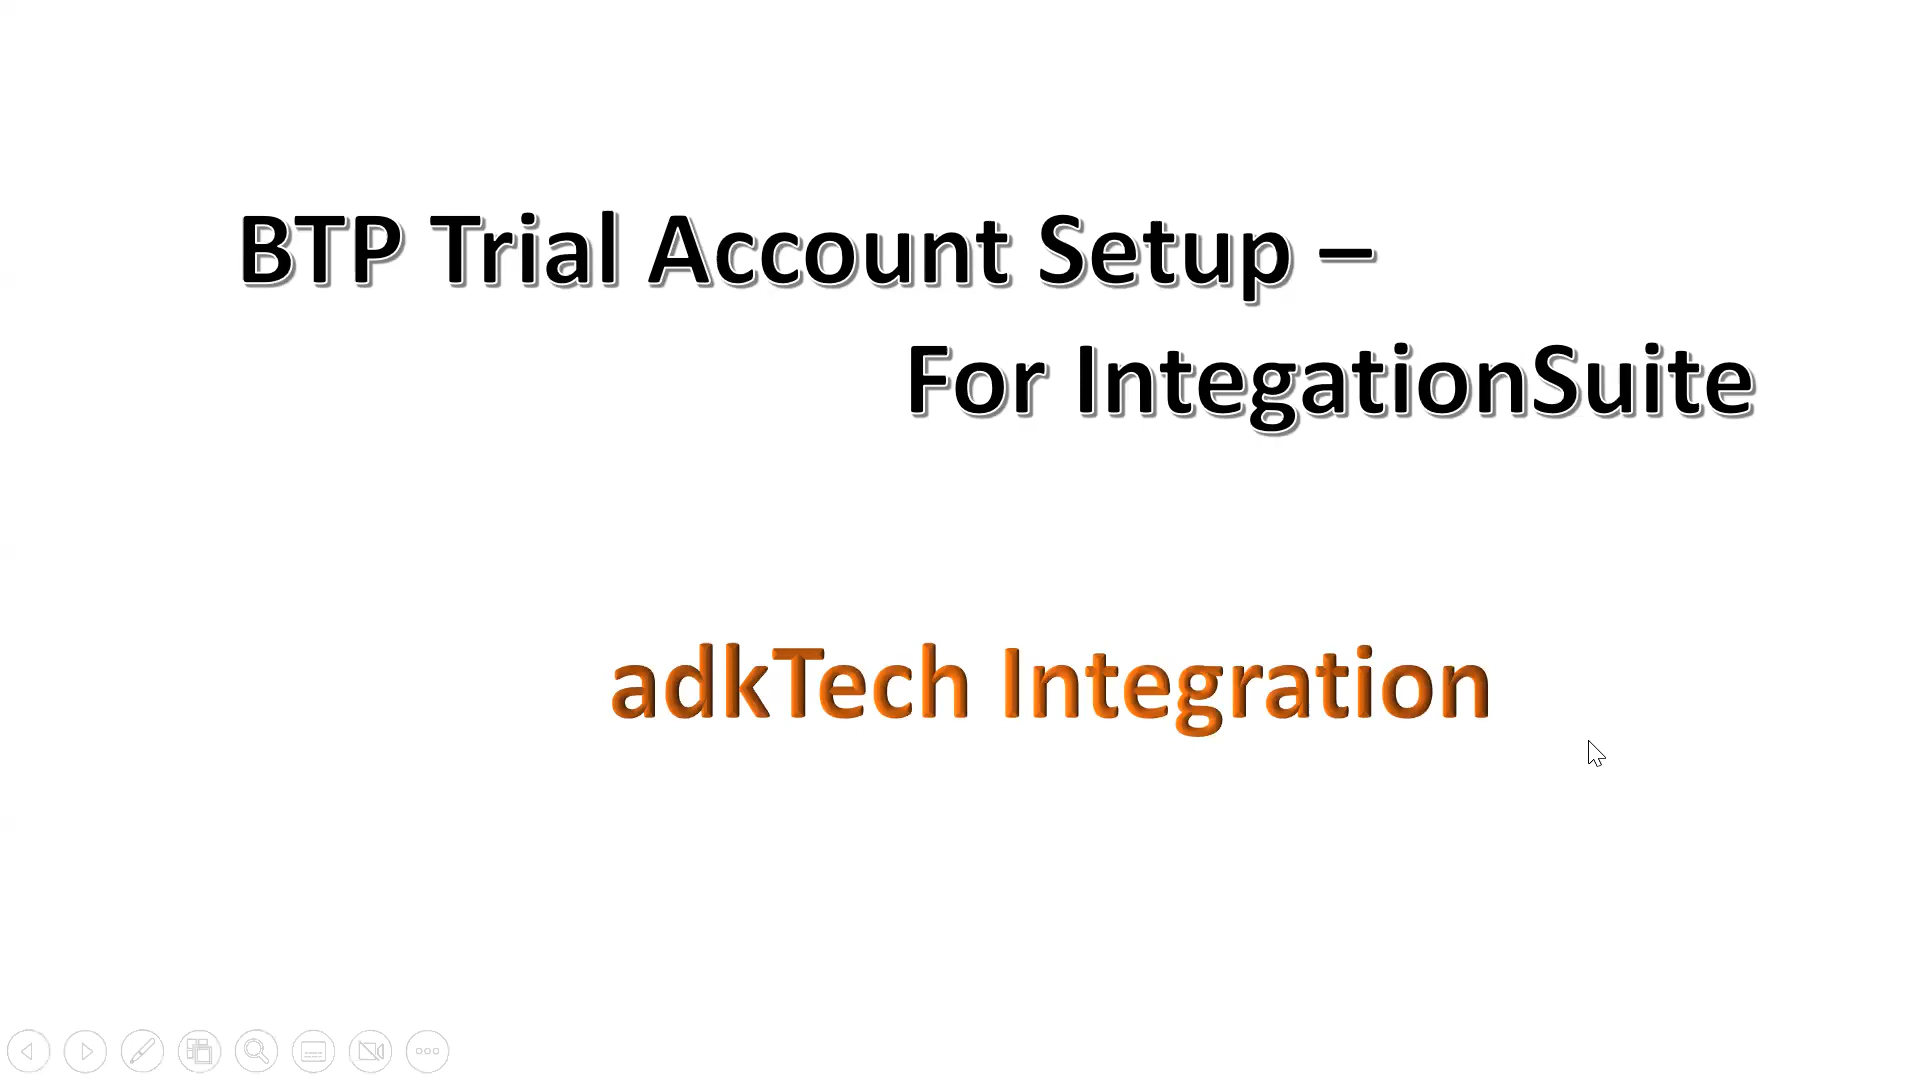 BTP Trial Account Setup –
For IntegationSuite
adkTech Integration